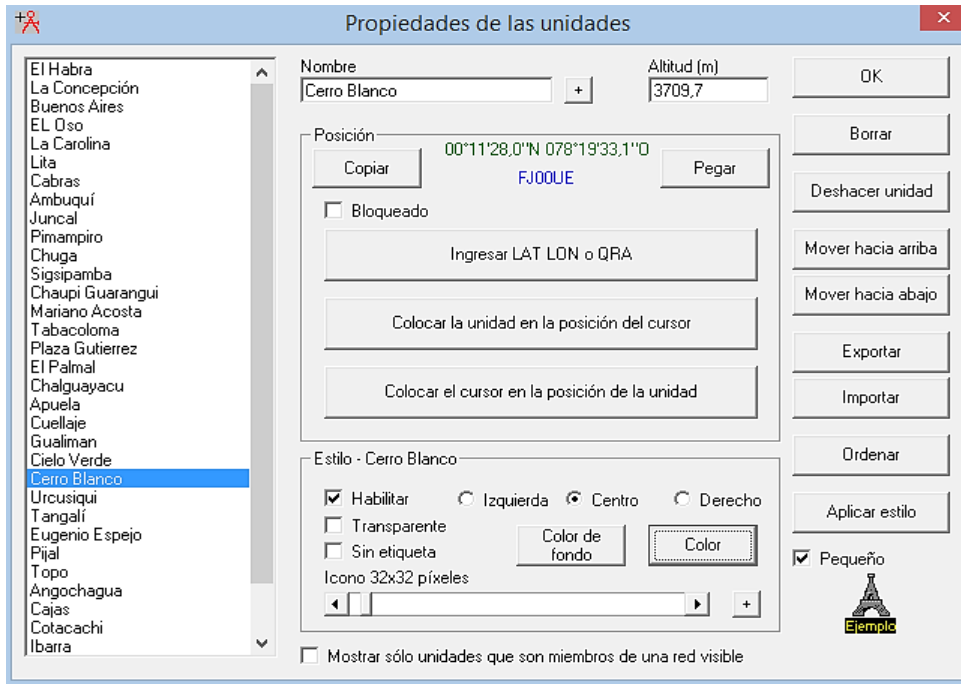 Propiedades de las unidades
El Habra
La Concepción
Buenos Aires
EL Oso
La Carolina
Lita
Cabras
Ambuquí
Juncal
Pimampiro
Chuga
Sigsipamba
Chaupi Guarangui
Mariano Acosta
Tabacoloma
Plaza Gutierrez
El Palmal
Chalguayacu
Apuela
Cuellaje
Gualiman
Cielo Verde
Cerro Blanco
Urcusiqui
Tangalí
Eugenio Espejo
Pijal
Topo
Angochagua
Cajas
Cotacachi
Ibarra
Nombre
Cerro Blanco
+
Altitud (m)
3709,7
Posición
Copiar
00°11'28,0''N 078°19'33,1''O
FJ00UE
Pegar
Bloqueado
Ingresar LAT LON o QRA
Colocar la unidad en la posición del cursor
Colocar el cursor en la posición de la unidad
Estilo - Cerro Blanco
Habilitar
Izquierda
Centro
Derecho
Transparente
Sin etiqueta
Color de
fondo
Color
Icono 32x32 píxeles
+
Mostrar sólo unidades que son miembros de una red visible
OK
Borrar
Deshacer unidad
Mover hacia arriba
Mover hacia abajo
Exportar
Importar
Ordenar
Aplicar estilo
Pequeño
Ejemplo